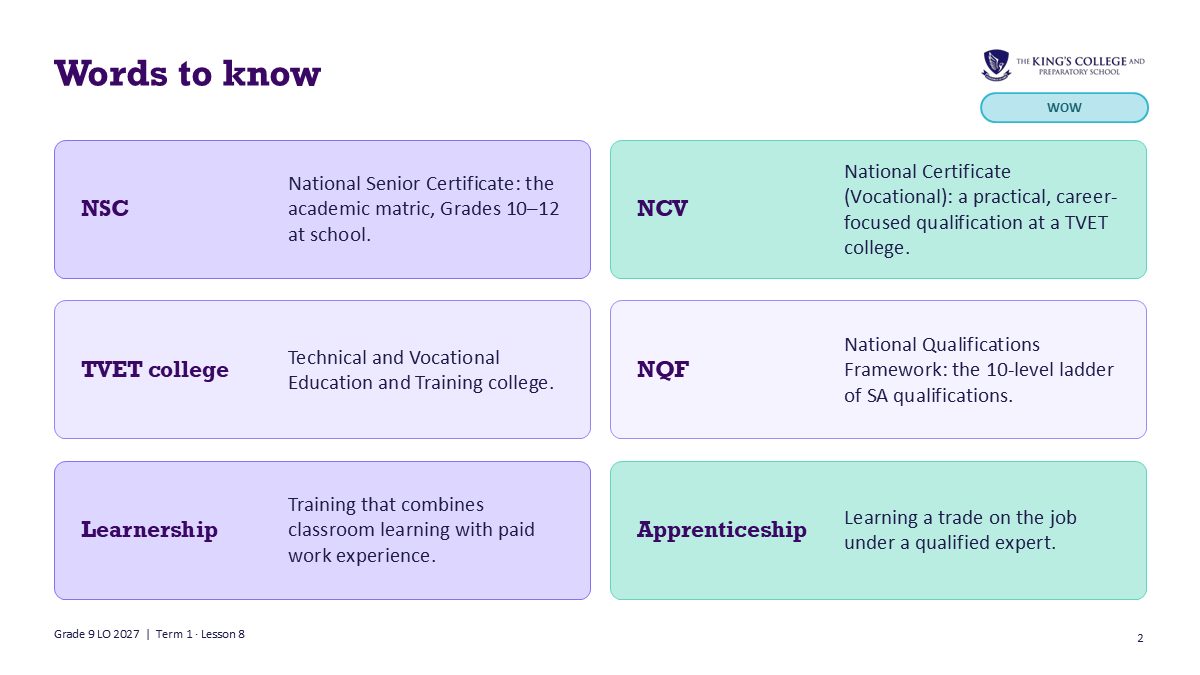 Words to know
THE KING'S COLLEGE AND
PREPARATORY SCHOOL
WOW
NSC
National Senior Certificate: the
academic matric, Grades 10–12
at school.
NCV
National Certificate
(Vocational): a practical, career-
focused qualification at a TVET
college.
TVET college
Technical and Vocational
Education and Training college.
NQF
National Qualifications
Framework: the 10-level ladder
of SA qualifications.
Learnership
Training that combines
classroom learning with paid
work experience.
Apprenticeship
Learning a trade on the job
under a qualified expert.
Grade 9 LO 2027 | Term 1 · Lesson 8
2